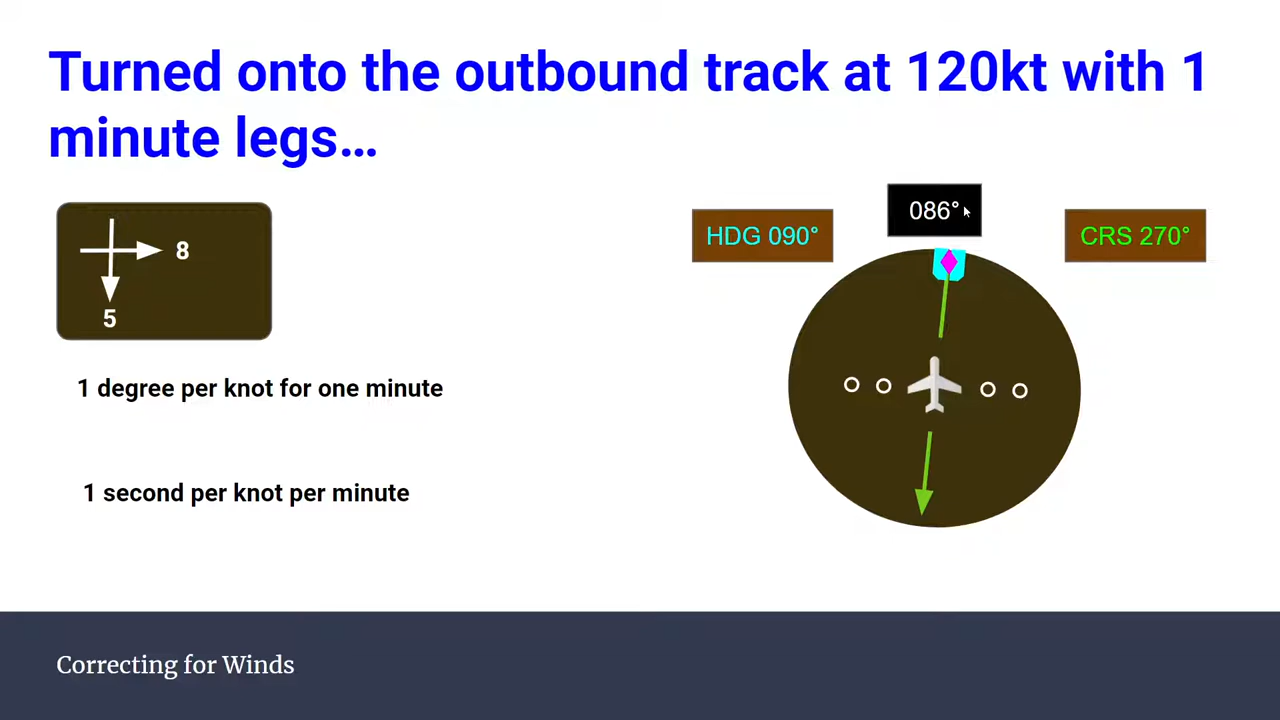 Turned onto the outbound track at 120kt with 1
minute legs…
086°
HDG 090°
CRS 270°
8
5
1 degree per knot for one minute
1 second per knot per minute
Correcting for Winds